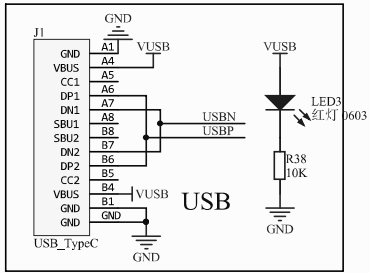 GND
J1
VUSB
VUSB
GND A1
VBUS A4
CC1 A5
DP1 A6
DN1 A7
SBU1 A8
SBU2 B8
DN2 B7
DP2 B6
CC2 B5
VBUS B4
GND B1
GND GND
USBN
USBP
VUSB
USB
LED3
红灯 0603
R38
10K
GND
USB_TypeC
GND